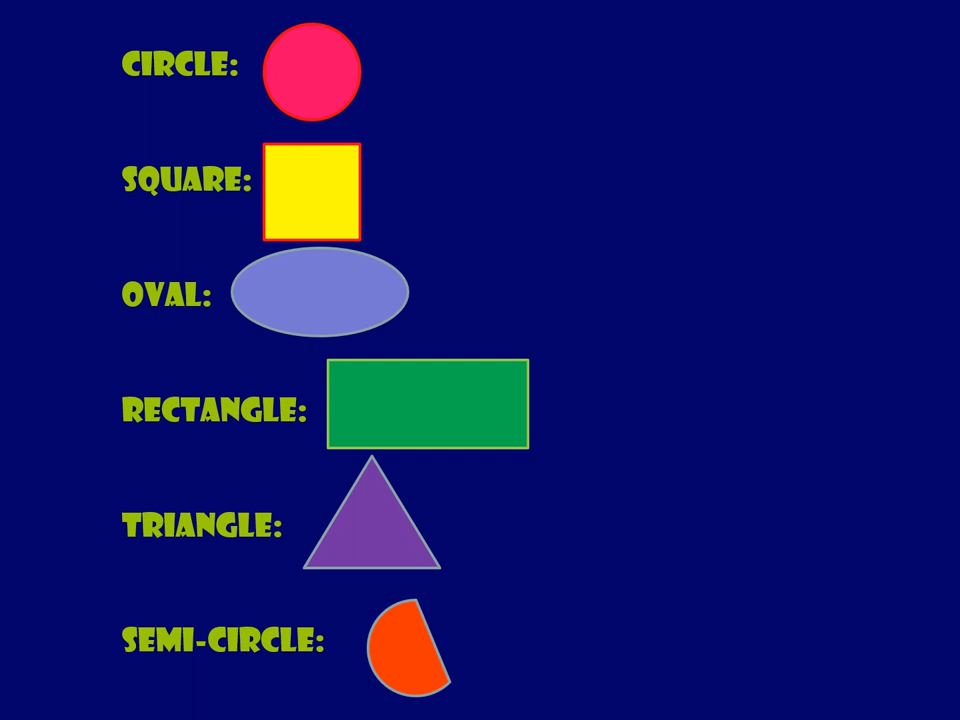 CIRCLE:
SQUARE:
OVAL:
RECTANGLE:
TRIANGLE:
SEMI-CIRCLE: